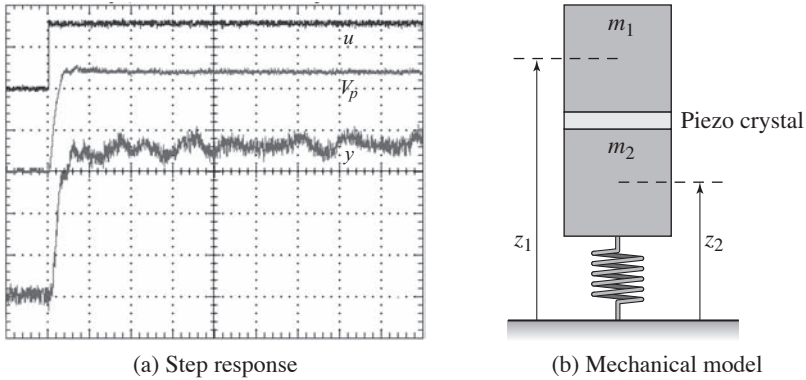 u
V_p
y
(a) Step response
m_1
Piezo crystal
m_2
z_1
z_2
(b) Mechanical model